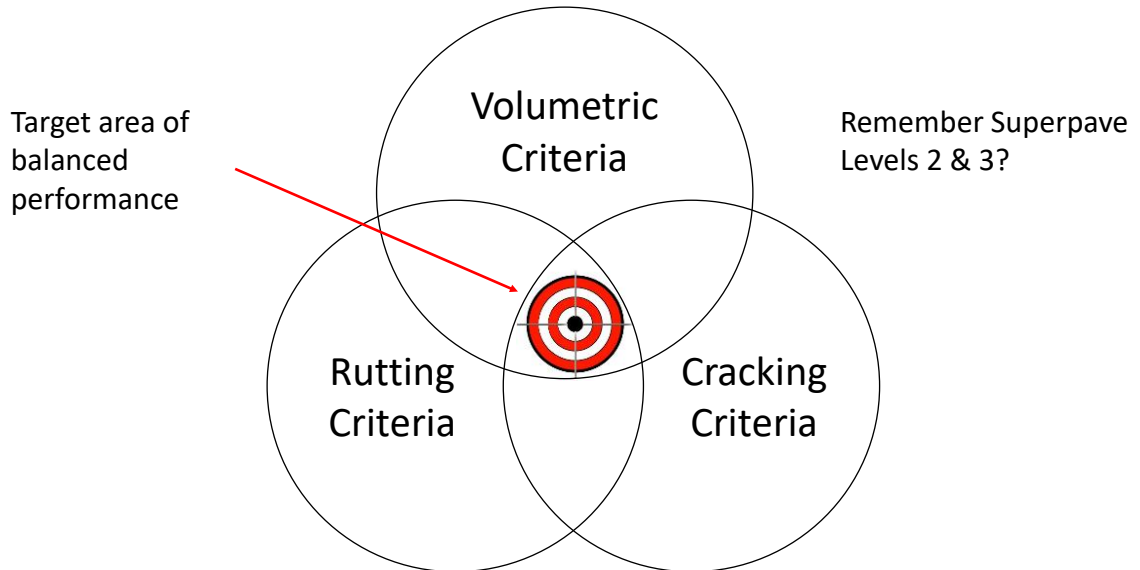 Target area of
balanced
performance
Volumetric
Criteria
Remember Superpave
Levels 2 & 3?
Rutting
Criteria
Cracking
Criteria